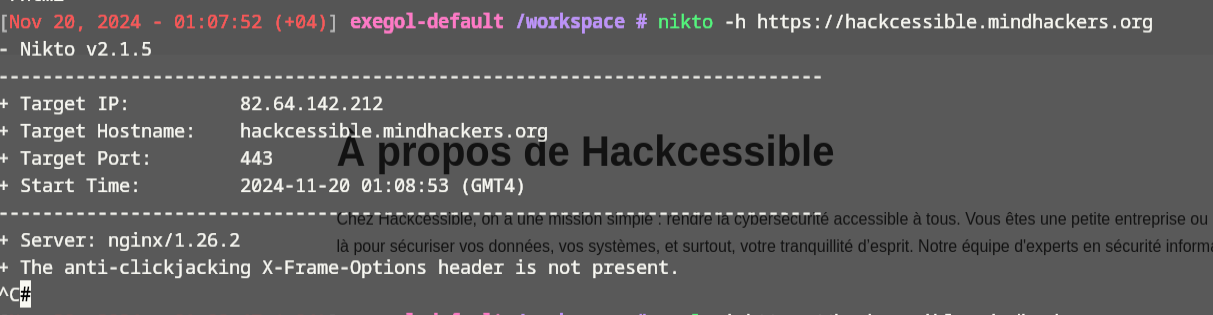 [Nov 20, 2024 - 01:07:52 (+04)] exegol-default /workspace # nikto -h https://hackcessible.mindhackers.org
- Nikto v2.1.5
---------------------------------------------------------------------------
+ Target IP:          82.64.142.212
+ Target Hostname:    hackcessible.mindhackers.org
À propos de Hackcessible
+ Target Port:        443
+ Start Time:         2024-11-20 01:08:53 (GMT4)
---------------------------------------------------------------------------
Chez Hackcessible, on a une mission simple : rendre la cybersécurité accessible à tous. Vous êtes une petite entreprise ou
+ Server: nginx/1.26.2
là pour sécuriser vos données, vos systèmes, et surtout, votre tranquillité d'esprit. Notre équipe d'experts en sécurité
+ The anti-clickjacking X-Frame-Options header is not present.
^C#